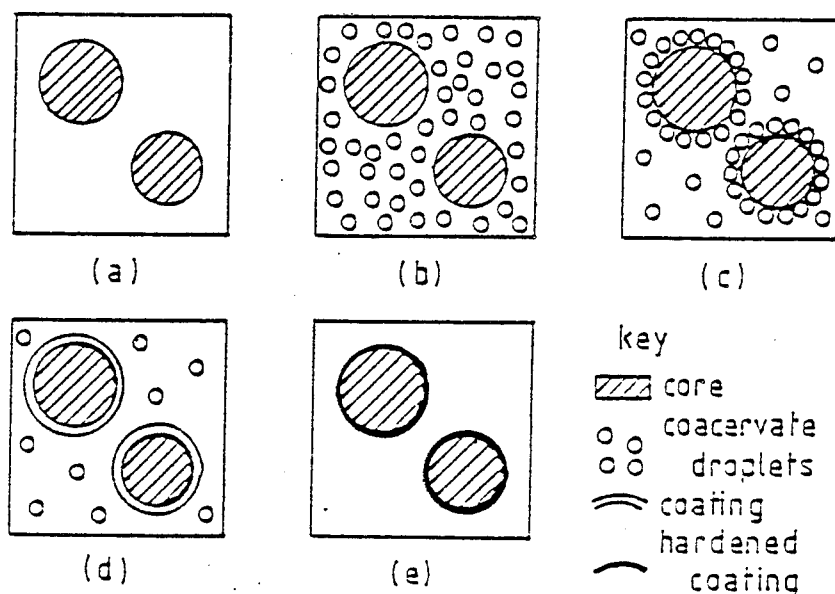 (a)
(b)
(c)
(d)
(e)
key
core
coacervate
droplets
coating
hardened
coating